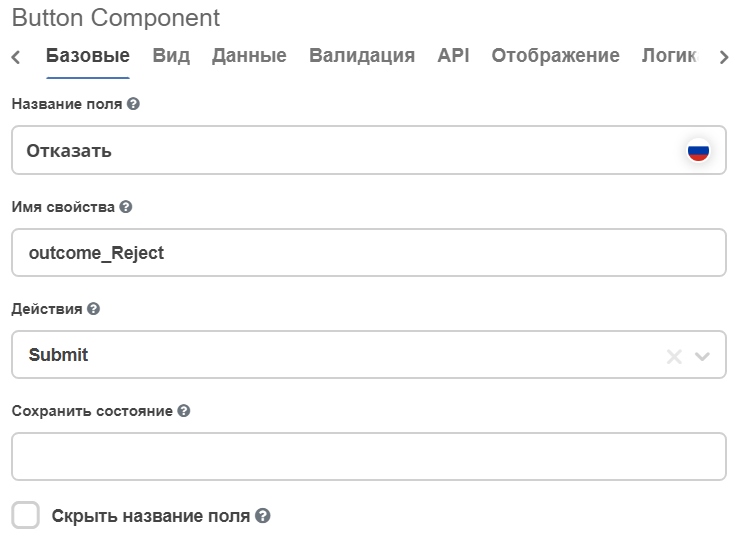 Button Component
Базовые Вид Данные Валидация API Отображение Логик
Название поля
Отказать
Имя свойства
outcome_Reject
Действия
Submit
Сохранить состояние
Скрыть название поля